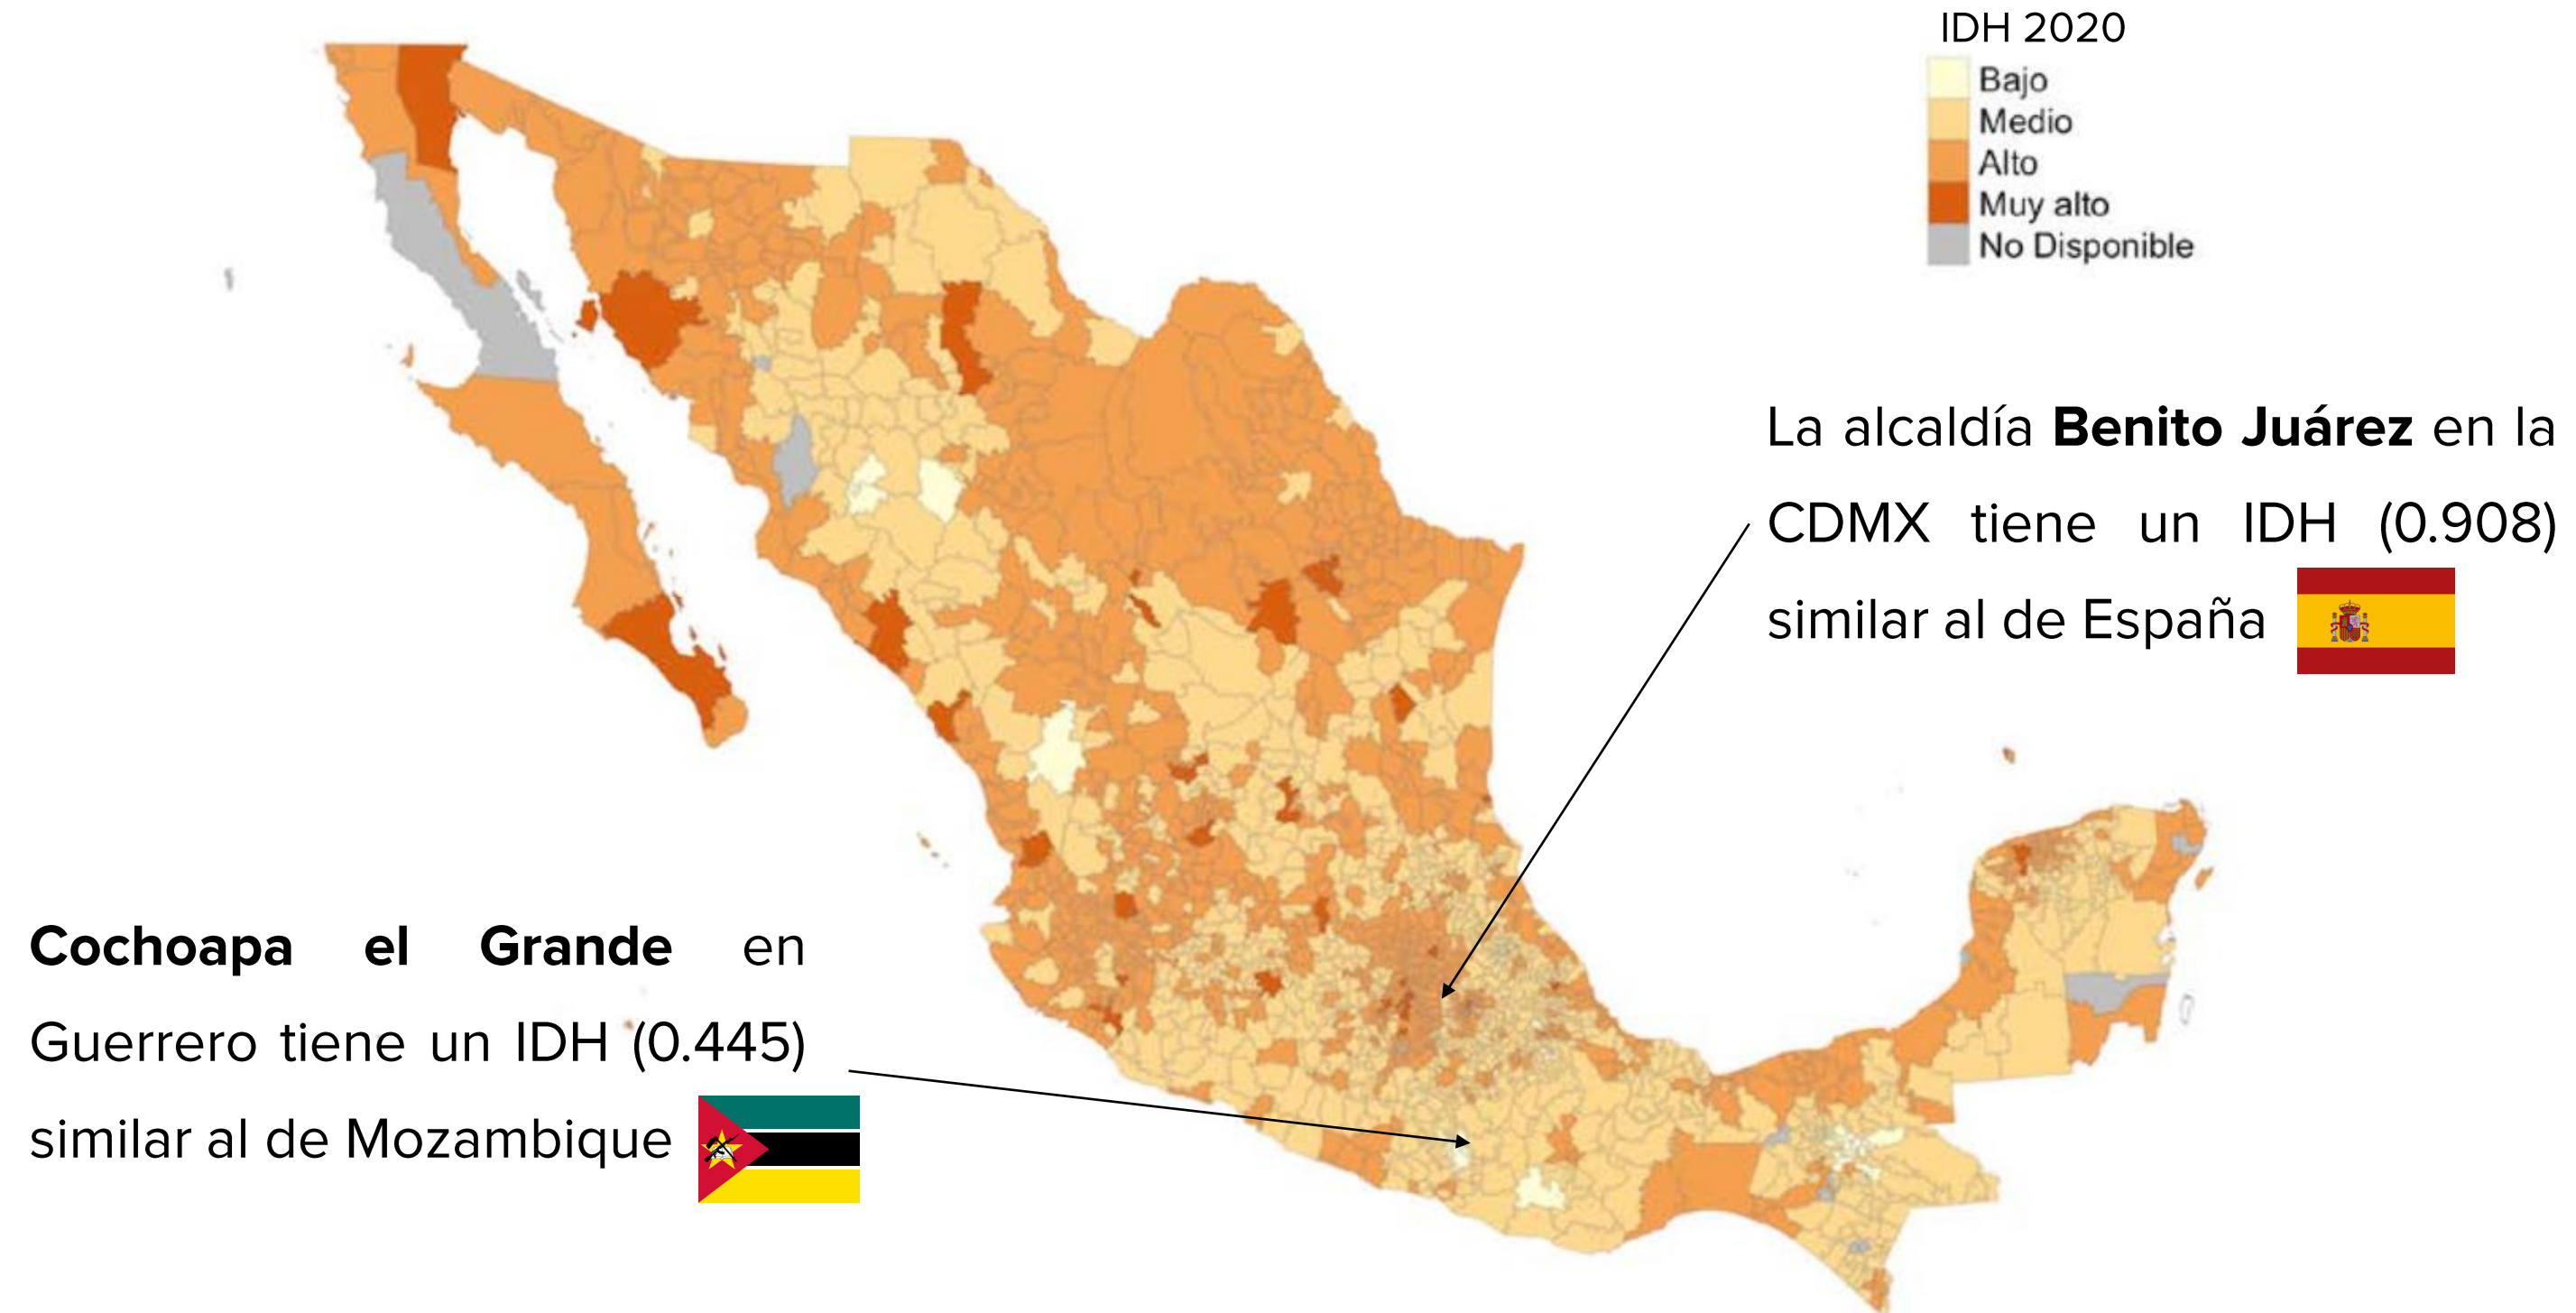 IDH 2020
Bajo
Medio
Alto
Muy alto
No Disponible
La alcaldía Benito Juárez en la
CDMX tiene un IDH (0.908)
similar al de España
Cochoapa el Grande en
Guerrero tiene un IDH (0.445)
similar al de Mozambique